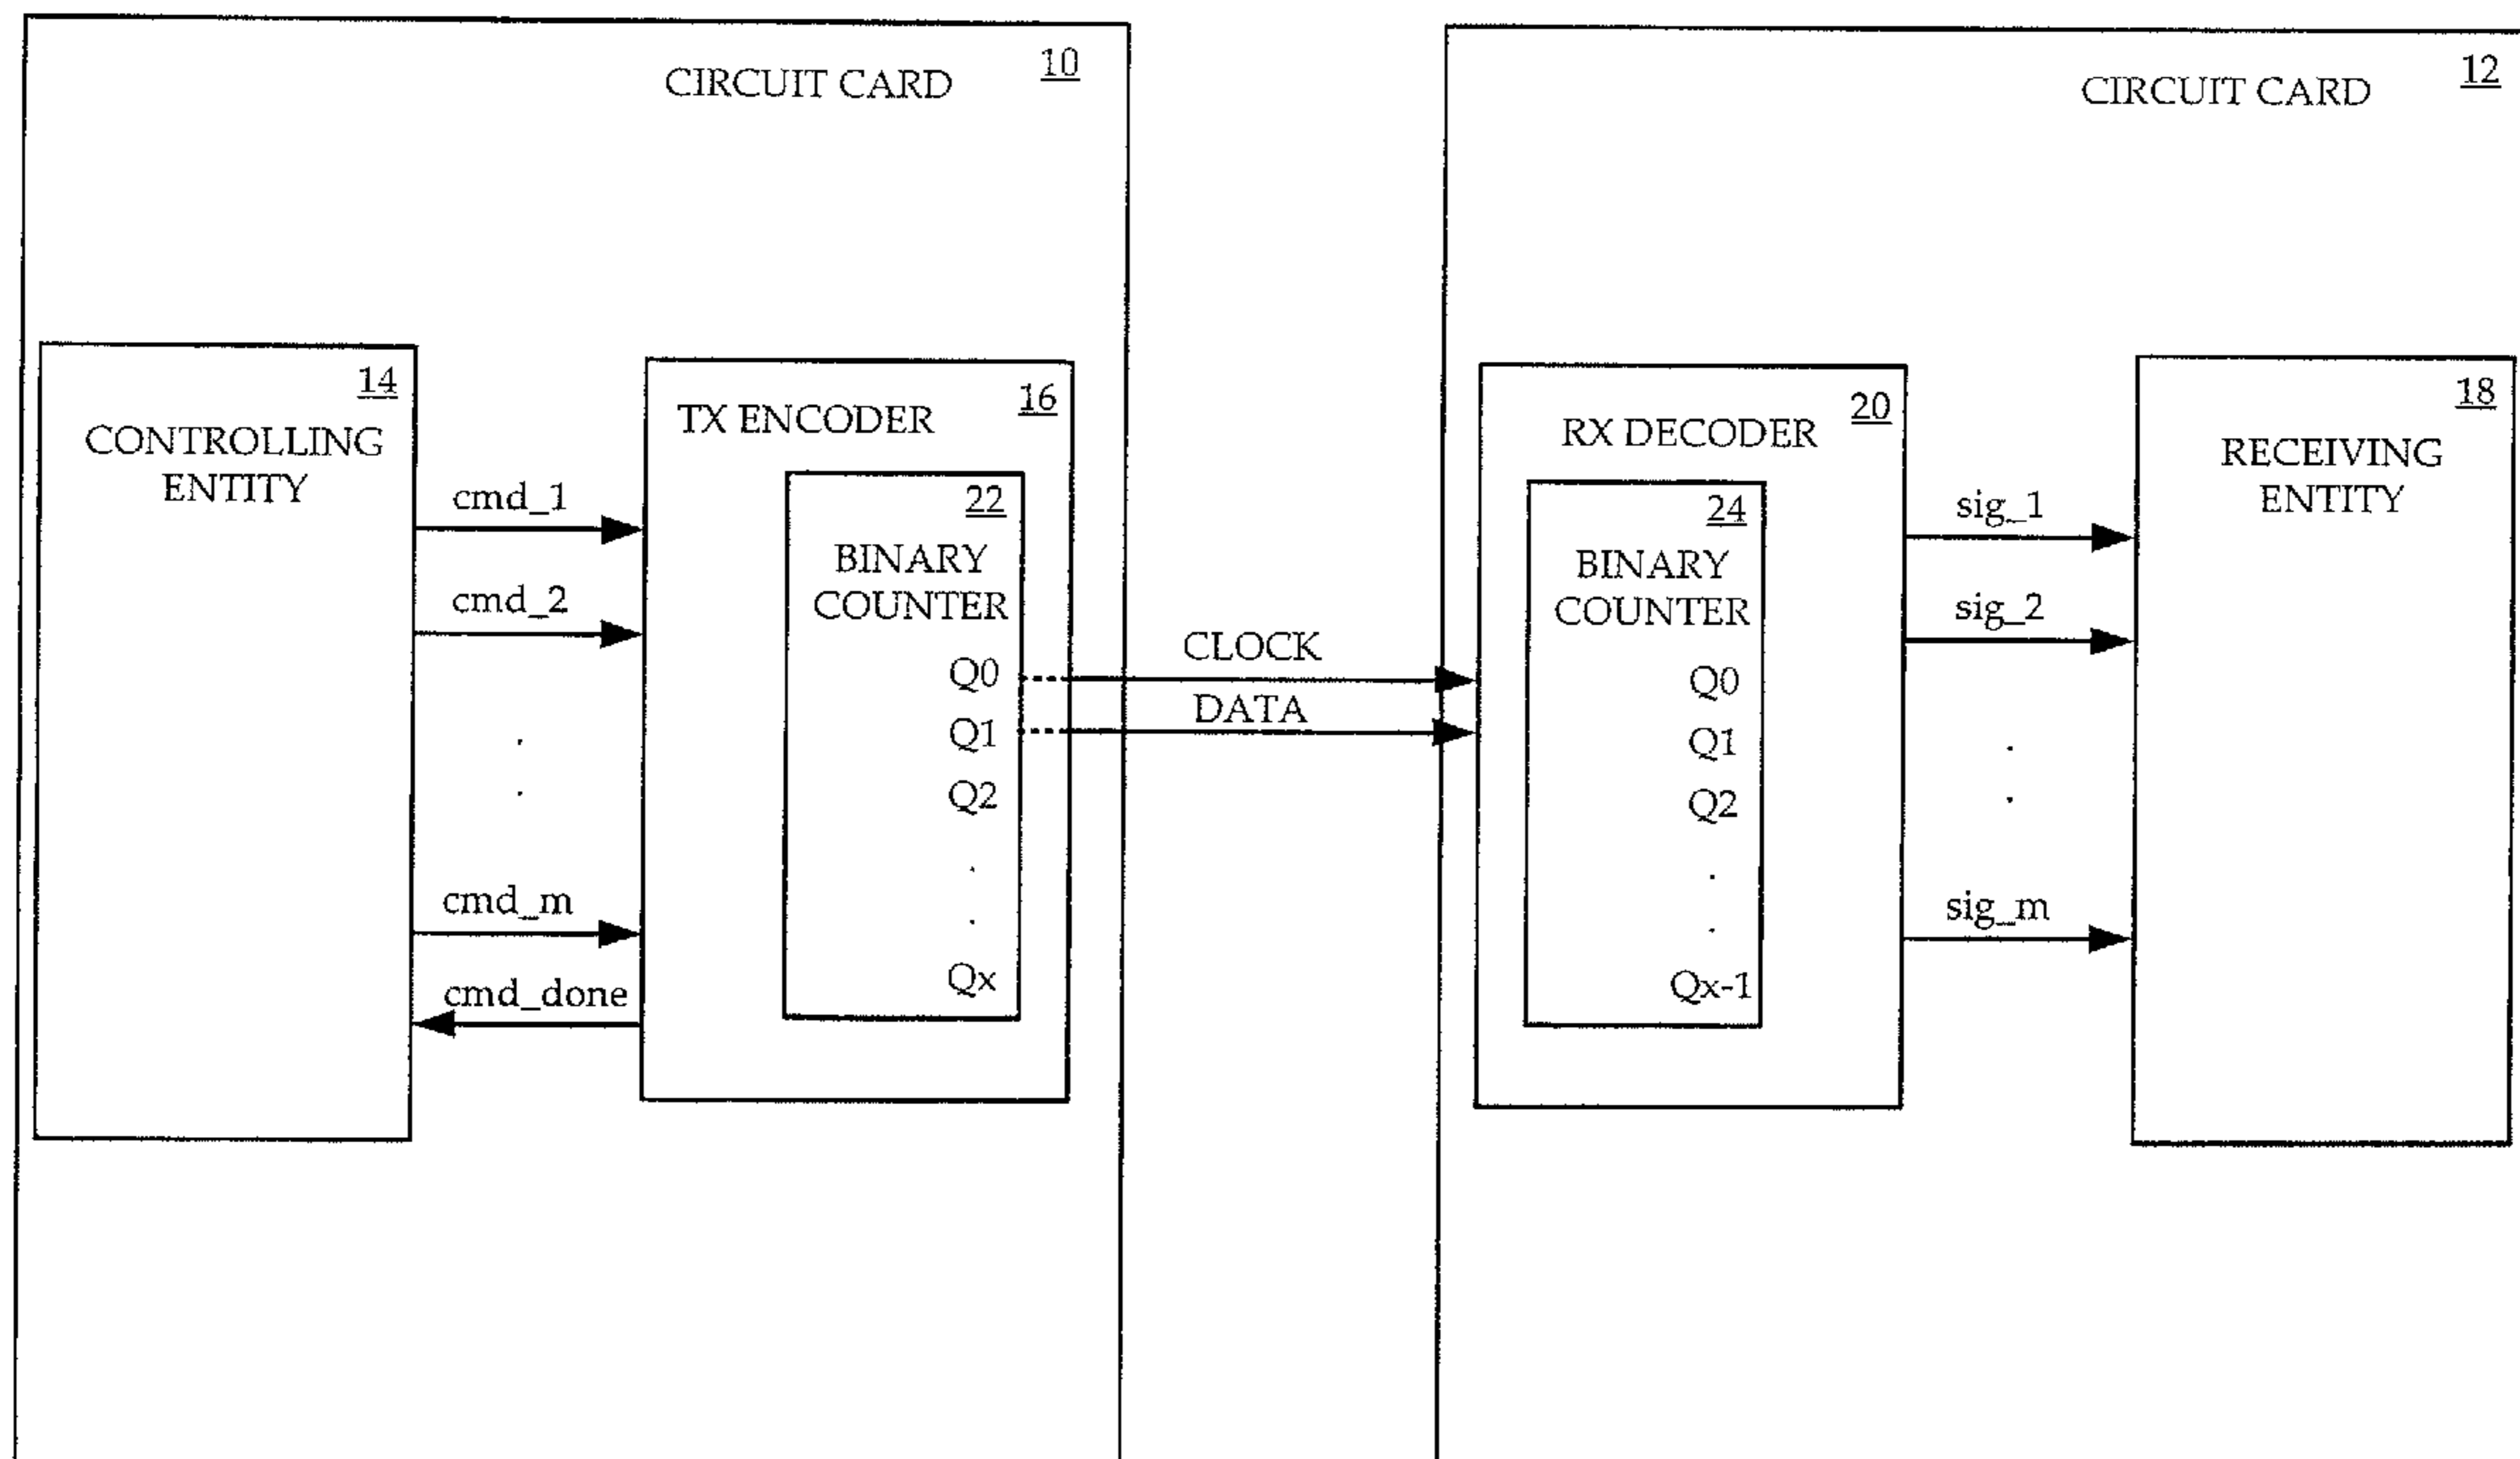 10
CIRCUIT CARD
14
CONTROLLING
ENTITY
cmd_1
cmd_2
.
.
cmd_m
cmd_done
16
TX ENCODER
22
BINARY
COUNTER
Q0
Q1
Q2
.
.
Qx
CLOCK
DATA
12
CIRCUIT CARD
20
RX DECODER
24
BINARY
COUNTER
Q0
Q1
Q2
.
.
Qx-1
sig_1
sig_2
.
.
sig_m
18
RECEIVING
ENTITY